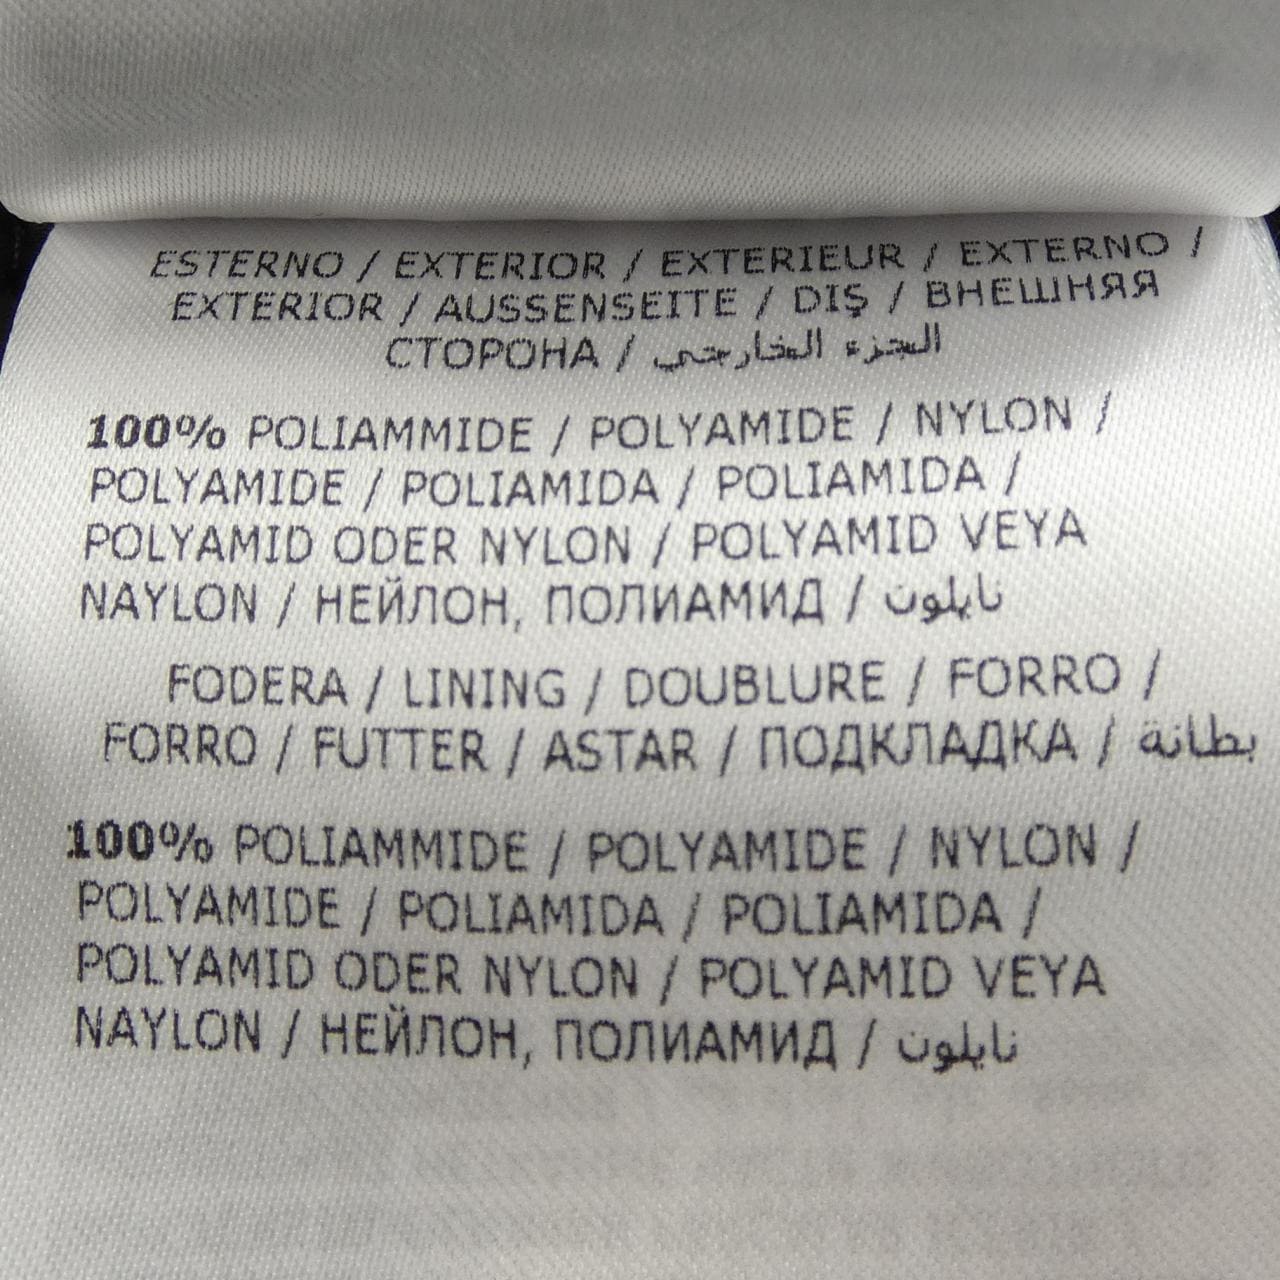 ESTERNO / EXTERIOR / EXTERIEUR / EXTERNO /
EXTERIOR / AUSSENSEITE / DIŞ / ВНЕШНЯЯ
СТОРОНА / الجزء الخارجي
100% POLIAMMIDE / POLYAMIDE / NYLON /
POLYAMIDE / POLIAMIDA / POLIAMIDA /
POLYAMID ODER NYLON / POLYAMID VEYA
NAYLON / НЕЙЛОН, ПОЛИАМИД / نايلون
FODERA / LINING / DOUBLURE / FORRO /
FORRO / FUTTER / ASTAR / ПОДКЛАДКА / بطانة
100% POLIAMMIDE / POLYAMIDE / NYLON /
POLYAMIDE / POLIAMIDA / POLIAMIDA /
POLYAMID ODER NYLON / POLYAMID VEYA
NAYLON / НЕЙЛОН, ПОЛИАМИД / نايلون